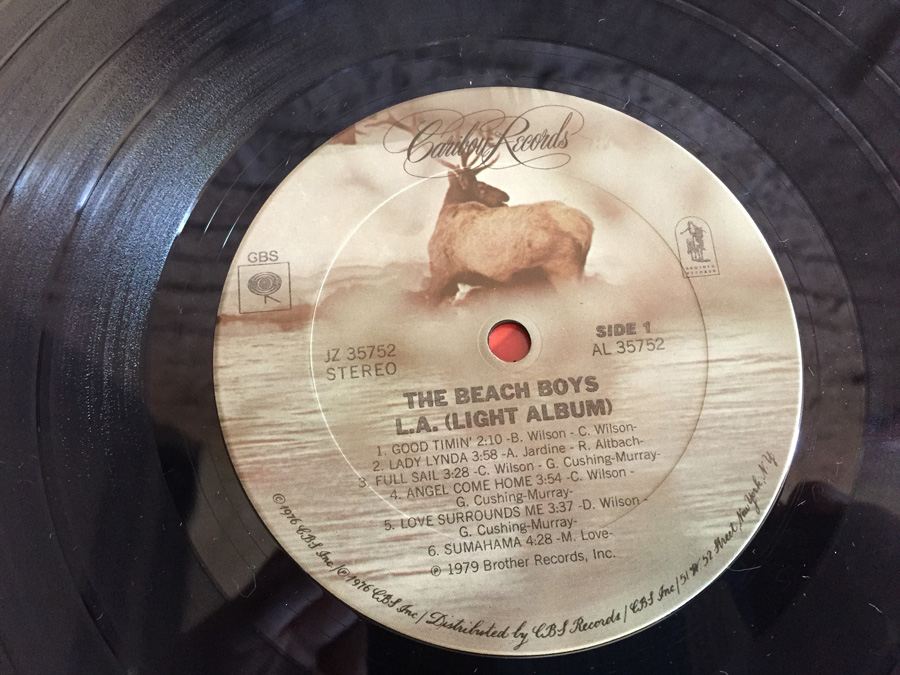 Caribou Records
GBS
BROTHER
RECORDS
SIDE 1
JZ 35752
AL 35752
STEREO
THE BEACH BOYS
L.A. (LIGHT ALBUM)
1. GOOD TIMIN' 2:10 -B. Wilson - C. Wilson-
2. LADY LYNDA 3:58 -A. Jardine - R. Altbach-
3. FULL SAIL 3:28 -C. Wilson - G. Cushing-Murray-
4. ANGEL COME HOME 3:54 -C. Wilson -
G. Cushing-Murray-
5. LOVE SURROUNDS ME 3:37 -D. Wilson -
G. Cushing-Murray-
6. SUMAHAMA 4:28 -M. Love-
℗ 1979 Brother Records, Inc.
© 1976 CBS Inc/℗ 1976 CBS Inc/ Distributed by CBS Records/ CBS Inc/ 51 W 52 Street, New York, N.Y.